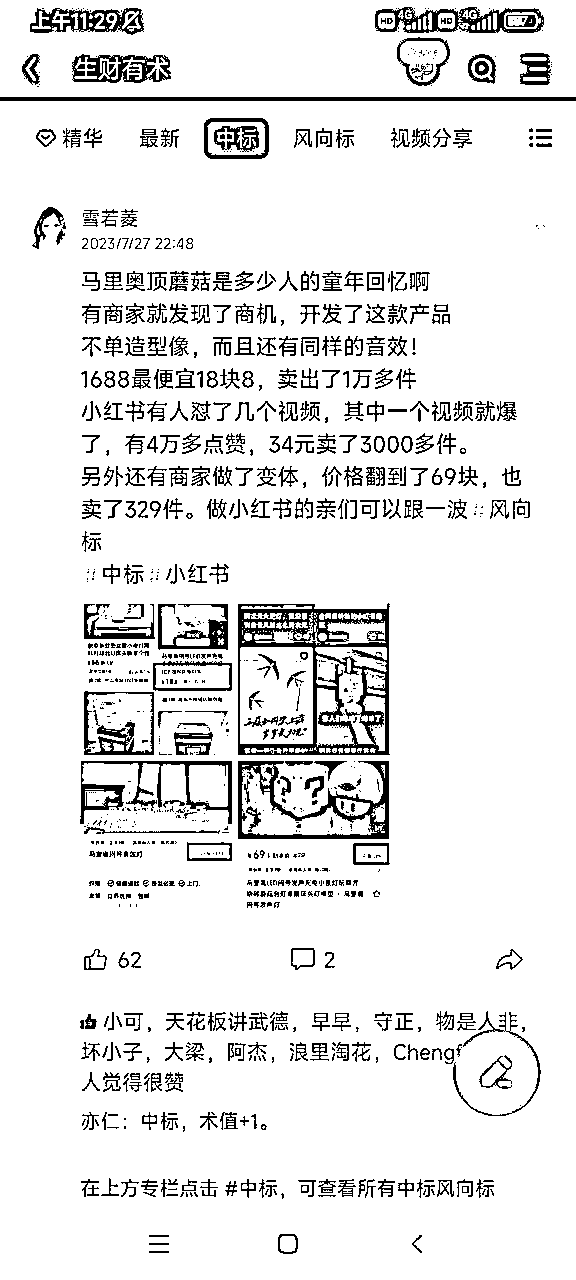 上午11:29
生财有术
精华 最新 中标 风向标 视频分享
雪若菱
2023/7/27 22:48
马里奥顶蘑菇是多少人的童年回忆啊
有商家就发现了商机，开发了这款产品
不单造型像，而且还有同样的音效！
1688最便宜18块8，卖出了1万多件
小红书有人怼了几个视频，其中一个视频就爆
了，有4万多点赞，34元卖了3000多件。
另外还有商家做了变体，价格翻到了69块，也
卖了329件。做小红书的亲们可以跟一波 #风向
标
#中标 #小红书
62
2
小可，天花板讲武德，早早，守正，物是人非，
坏小子，大梁，阿杰，浪里淘花，Cheng
人觉得很赞
亦仁：中标，术值+1。
在上方专栏点击 #中标，可查看所有中标风向标